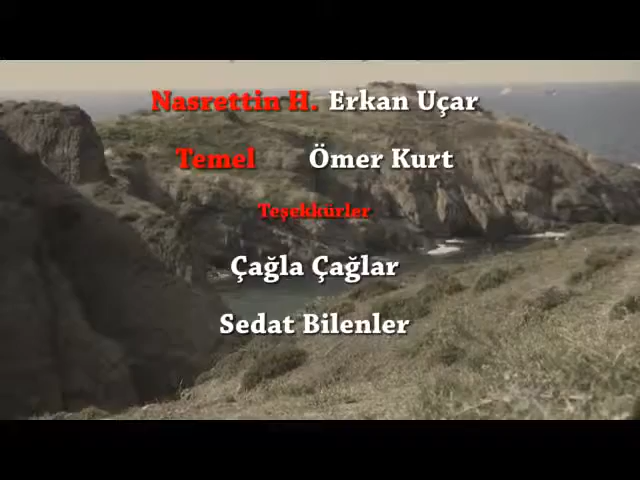 Nasrettin H. Erkan Uçar
Temel Ömer Kurt
Teşekkürler
Çağla Çağlar
Sedat Bilenler